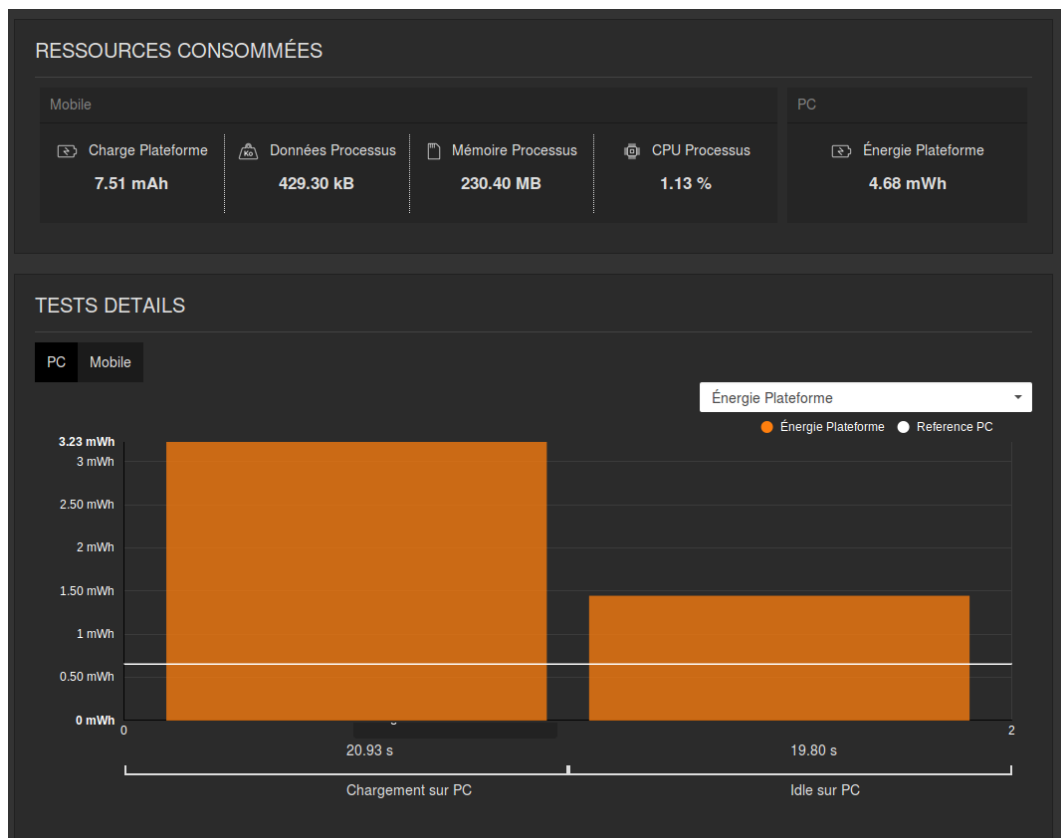 RESSOURCES CONSOMMÉES
Mobile
PC
Charge Plateforme
7.51 mAh
Ko
Données Processus
429.30 kB
Mémoire Processus
230.40 MB
CPU Processus
1.13 %
Énergie Plateforme
4.68 mWh
TESTS DETAILS
PC Mobile
Énergie Plateforme
Énergie Plateforme Reference PC
3.23 mWh
3 mWh
2.50 mWh
2 mWh
1.50 mWh
1 mWh
0.50 mWh
0 mWh
0 2
20.93 s 19.80 s
Chargement sur PC Idle sur PC